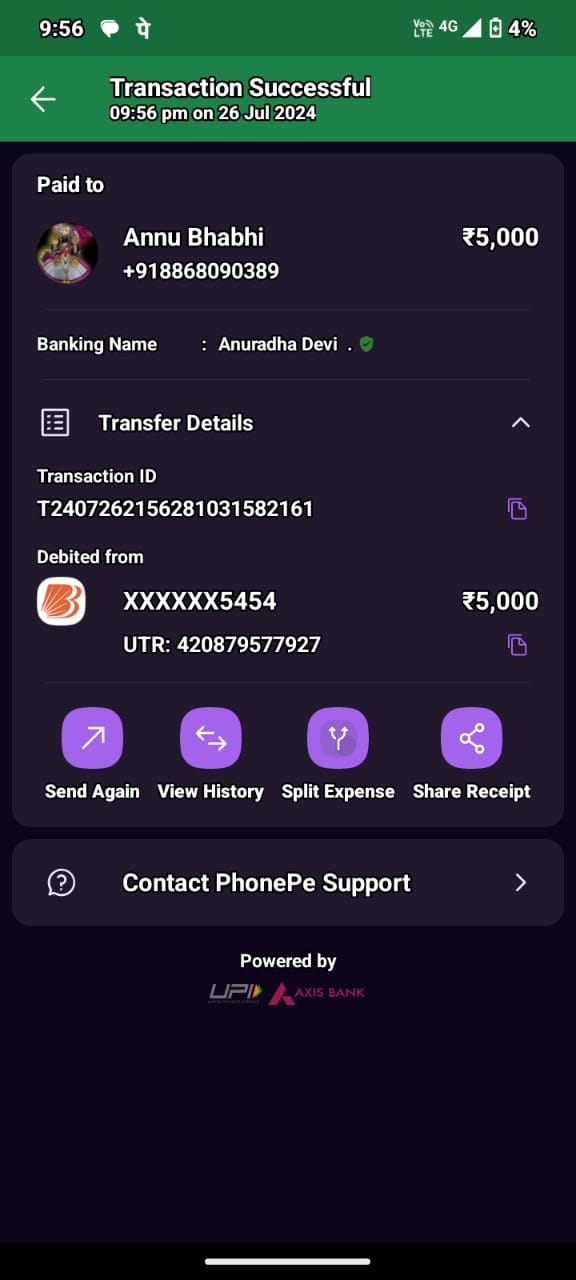 9:56 पे Vo)) LTE 4G 4%
Transaction Successful
09:56 pm on 26 Jul 2024
Paid to
Annu Bhabhi ₹5,000
+918868090389
Banking Name : Anuradha Devi .
Transfer Details
Transaction ID
T2407262156281031582161
Debited from
XXXXXX5454 ₹5,000
UTR: 420879577927
Send Again View History Split Expense Share Receipt
Contact PhonePe Support
Powered by
UPI AXIS BANK